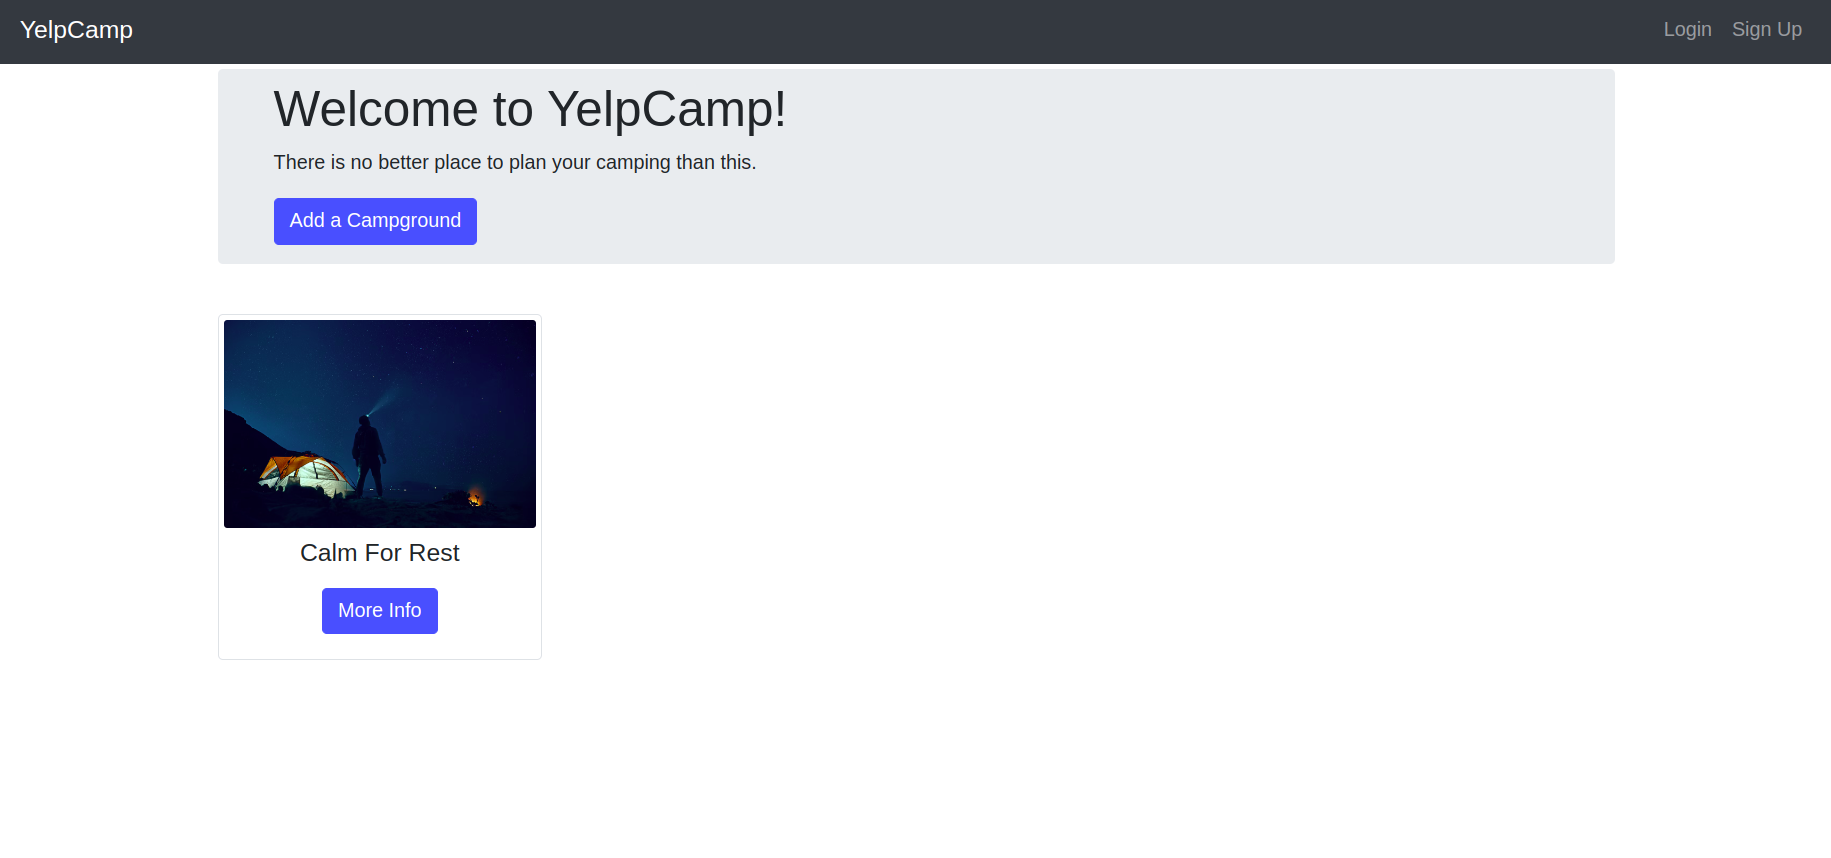 YelpCamp
Login Sign Up
Welcome to YelpCamp!
There is no better place to plan your camping than this.
Add a Campground
Calm For Rest
More Info